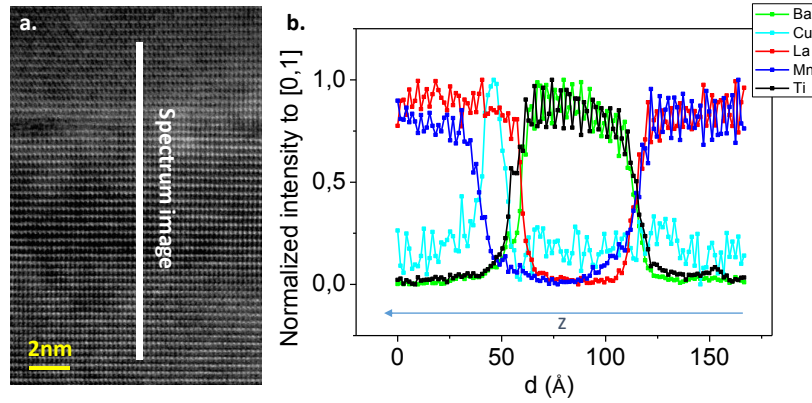 a.
Spectrum image
2nm
b.
Normalized intensity to [0,1]
1,0
0,5
0,0
0
50
100
150
d (Å)
z
Ba
Cu
La
Mn
Ti